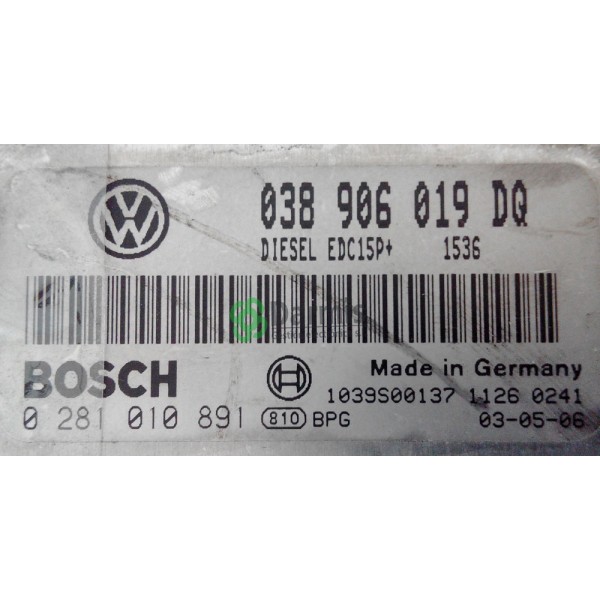 038 906 019 DQ
DIESEL EDC15P+ 1536
BOSCH
Made in Germany
1039S00137 1126 0241
0 281 010 891 810 BPG 03-05-06